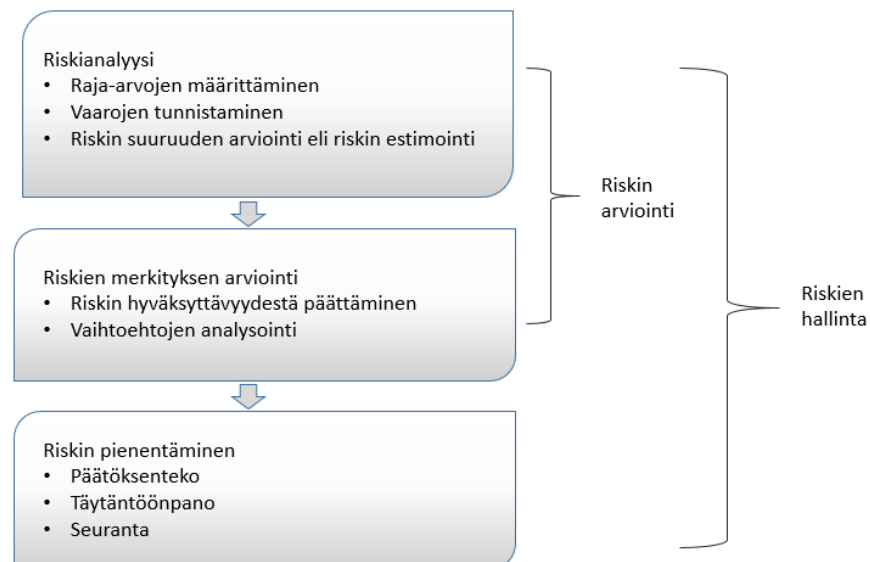 Riskianalyysi
• Raja-arvojen määrittäminen
• Vaarojen tunnistaminen
• Riskin suuruuden arviointi eli riskin estimointi
Riskien merkityksen arviointi
• Riskin hyväksyttävyydestä päättäminen
• Vaihtoehtojen analysointi
Riskin pienentäminen
• Päätöksenteko
• Täytäntöönpano
• Seuranta
Riskin
arviointi
Riskien
hallinta